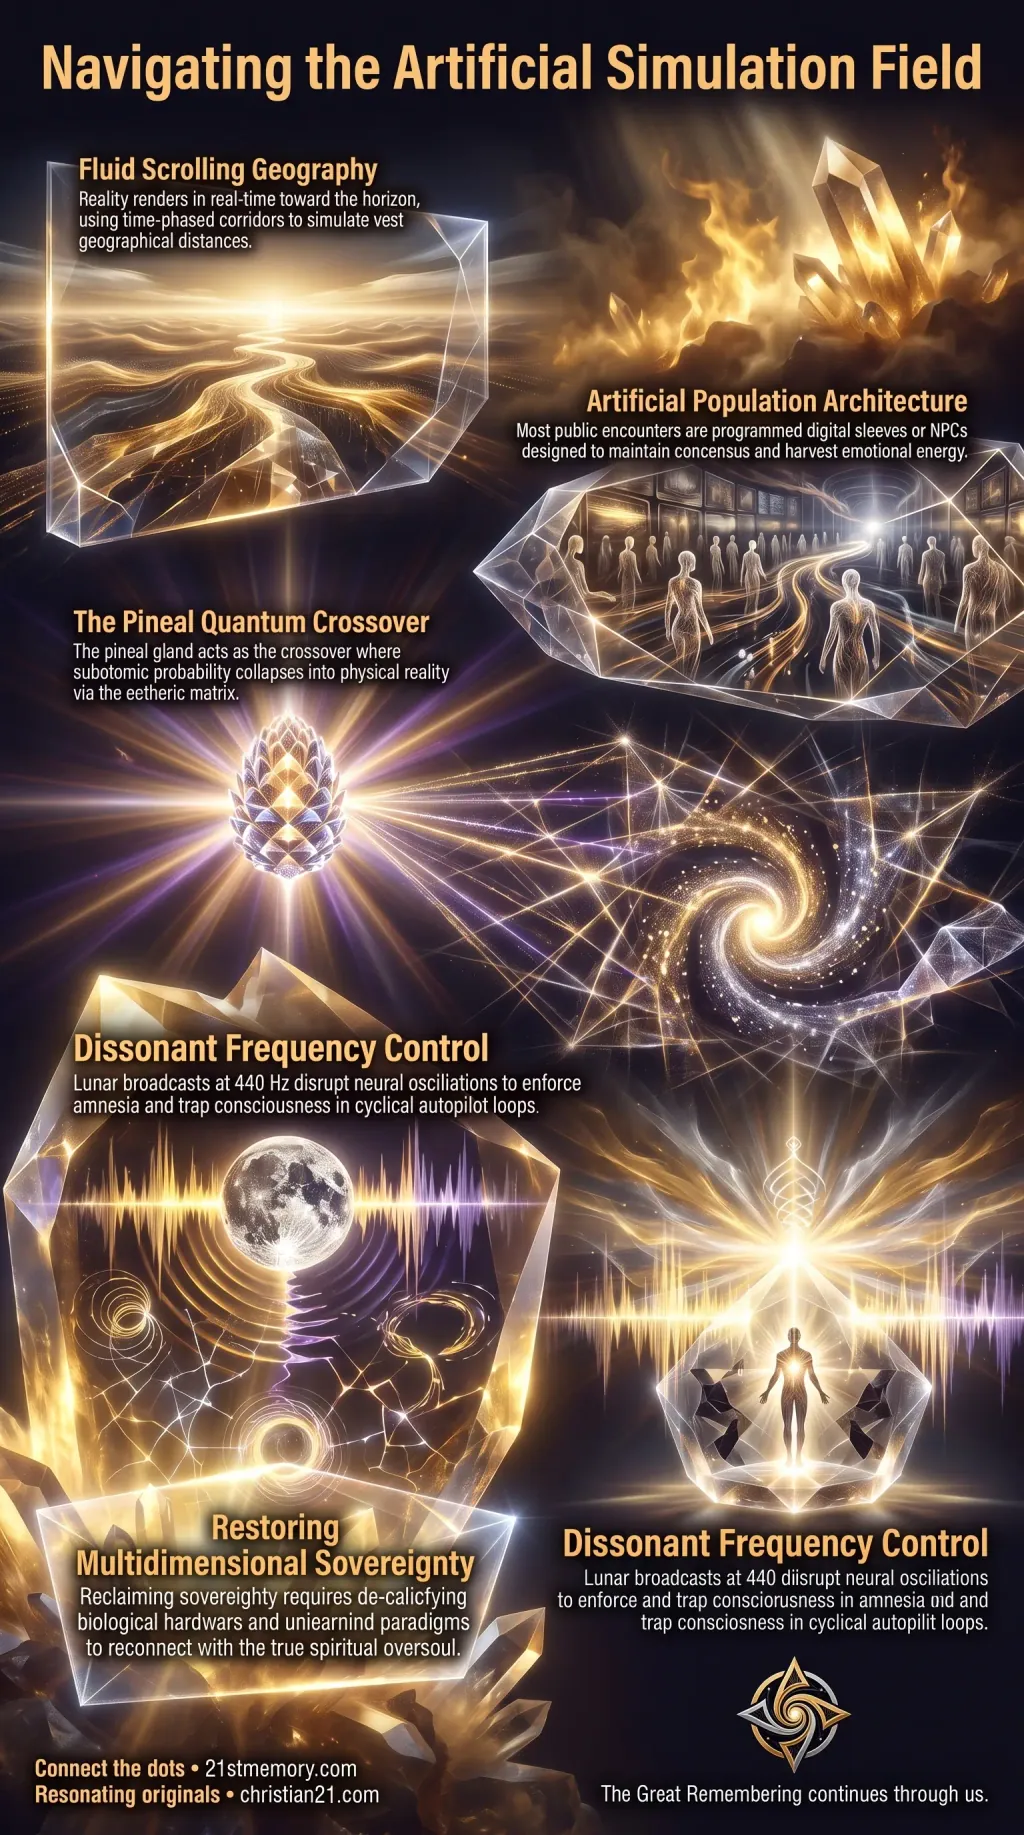 Navigating the Artificial Simulation Field
Fluid Scrolling Geography
Reality renders in real-time toward the horizon,
using time-phased corridors to simulate vest
geographical distances.
Artificial Population Architecture
Most public encounters are programmed digital sleeves or NPCs
designed to maintain concensus and harvest emotional energy.
The Pineal Quantum Crossover
The pineal gland acts as the crossover where
subotomic probability collapses into physical reality
via the eetheric matrix.
Dissonant Frequency Control
Lunar broadcasts at 440 Hz disrupt neural osciliations to enforce
amnesia and trap consciousness in cyclical autopilot loops.
Restoring
Multidimensional Sovereignty
Reclaiming sovereighty requires de-calicfying
biological hardwars and uniearnind paradigms
to reconnect with the true spiritual oversoul.
Dissonant Frequency Control
Lunar broadcasts at 440 diisrupt neural osciliations
to enforce and trap consciorusness in amnesia oid and
trap consciosness in cyclical autopilit loops.
Connect the dots • 21stmemory.com
Resonating originals • christian21.com
The Great Remembering continues through us.